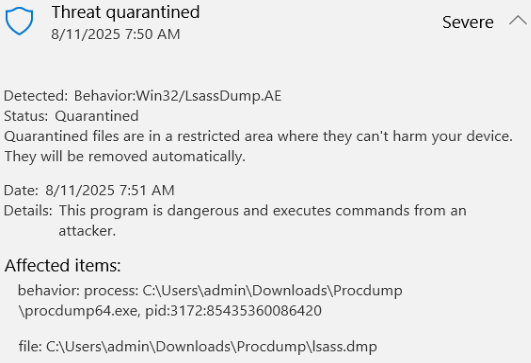 Threat quarantined
Severe
8/11/2025 7:50 AM
Detected: Behavior:Win32/LsassDump.AE
Status: Quarantined
Quarantined files are in a restricted area where they can't harm your device.
They will be removed automatically.
Date: 8/11/2025 7:51 AM
Details: This program is dangerous and executes commands from an
attacker.
Affected items:
behavior: process: C:\Users\admin\Downloads\Procdump
\procdump64.exe, pid:3172:85435360086420
file: C:\Users\admin\Downloads\Procdump\lsass.dmp